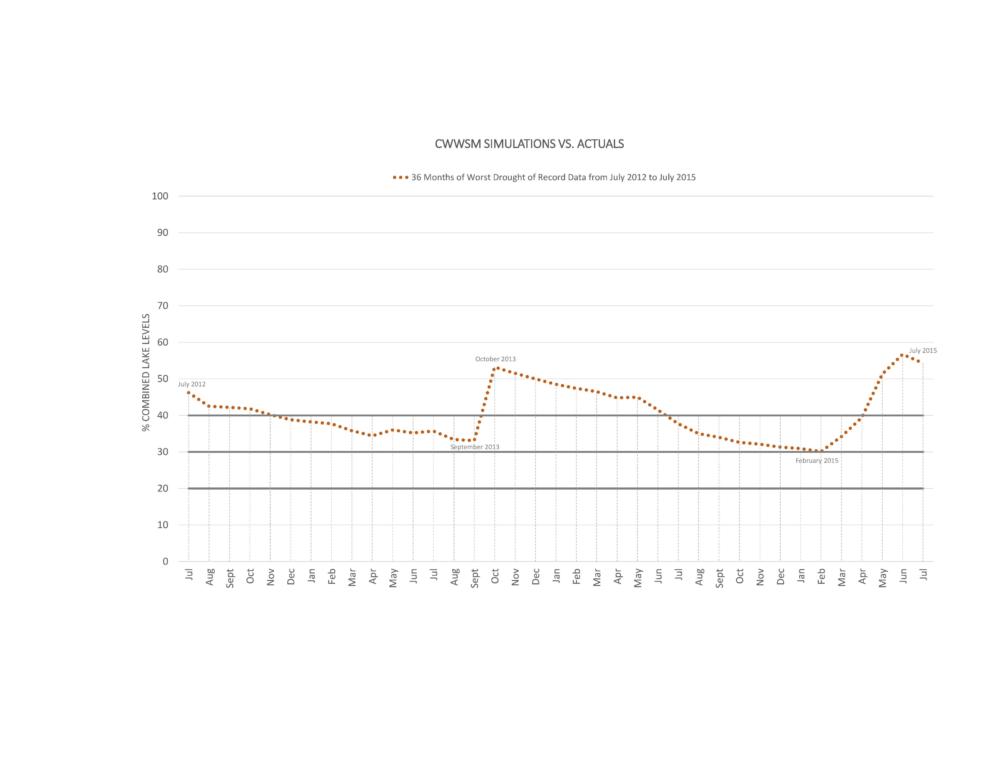 CWWSM SIMULATIONS VS. ACTUALS
36 Months of Worst Drought of Record Data from July 2012 to July 2015
% COMBINED LAKE LEVELS
100
90
80
70
60
50
40
30
20
10
0
July 2012
September 2013
October 2013
February 2015
July 2015
Jul
Aug
Sept
Oct
Nov
Dec
Jan
Feb
Mar
Apr
May
Jun
Jul
Aug
Sept
Oct
Nov
Dec
Jan
Feb
Mar
Apr
May
Jun
Jul
Aug
Sept
Oct
Nov
Dec
Jan
Feb
Mar
Apr
May
Jun
Jul